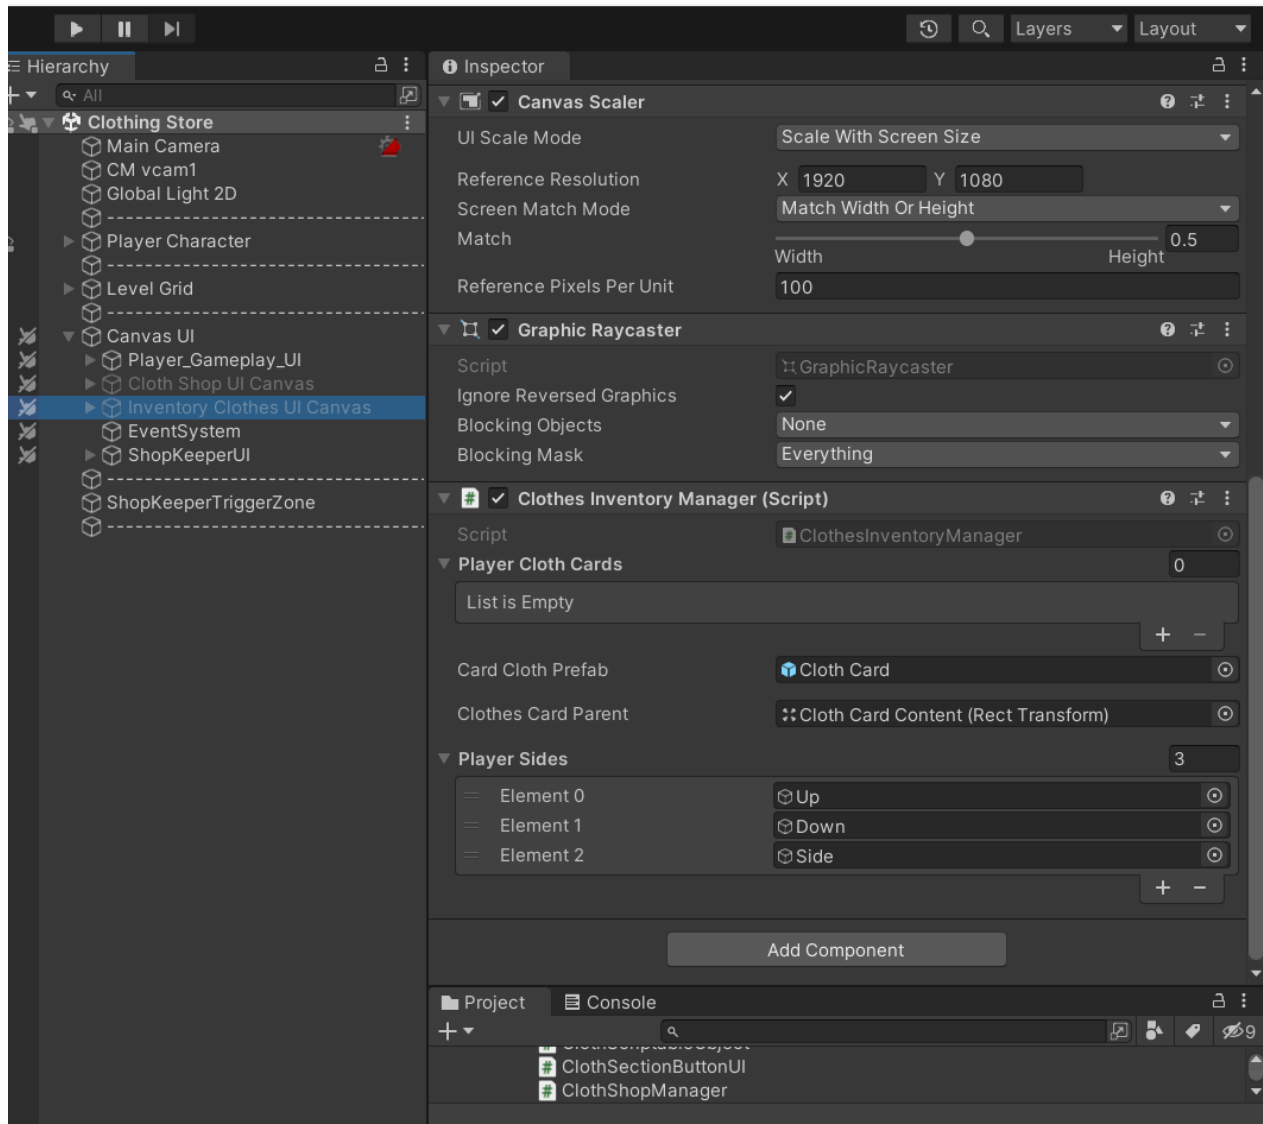 Layers
Layout
Hierarchy
All
Clothing Store
Main Camera
CM vcam1
Global Light 2D
---------------------------
Player Character
---------------------------
Level Grid
---------------------------
Canvas UI
Player_Gameplay_UI
Cloth Shop UI Canvas
Inventory Clothes UI Canvas
EventSystem
ShopKeeperUI
---------------------------
ShopKeeperTriggerZone
---------------------------
Inspector
Canvas Scaler
UI Scale Mode Scale With Screen Size
Reference Resolution X 1920 Y 1080
Screen Match Mode Match Width Or Height
Match 0.5
Width Height
Reference Pixels Per Unit 100
Graphic Raycaster
Script GraphicRaycaster
Ignore Reversed Graphics
Blocking Objects None
Blocking Mask Everything
# Clothes Inventory Manager (Script)
Script # ClothesInventoryManager
Player Cloth Cards 0
List is Empty
+ −
Card Cloth Prefab Cloth Card
Clothes Card Parent Cloth Card Content (Rect Transform)
Player Sides 3
Element 0 Up
Element 1 Down
Element 2 Side
+ −
Add Component
Project Console
9
ClothScriptableObject
# ClothSectionButtonUI
# ClothShopManager